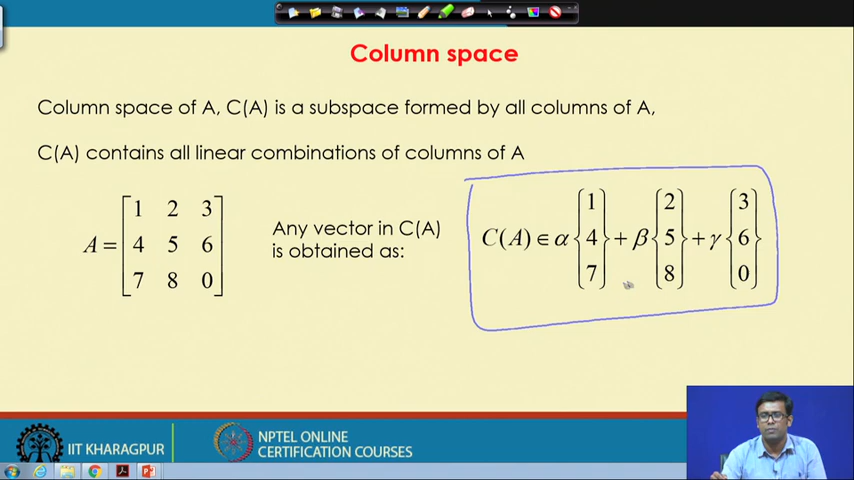 Column space
Column space of A, C(A) is a subspace formed by all columns of A,
C(A) contains all linear combinations of columns of A
A = [1 2 3
4 5 6
7 8 0]
Any vector in C(A)
is obtained as:
C(A) ∈ α {1 4 7} + β {2 5 8} + γ {3 6 0}
IIT KHARAGPUR
NPTEL ONLINE
CERTIFICATION COURSES